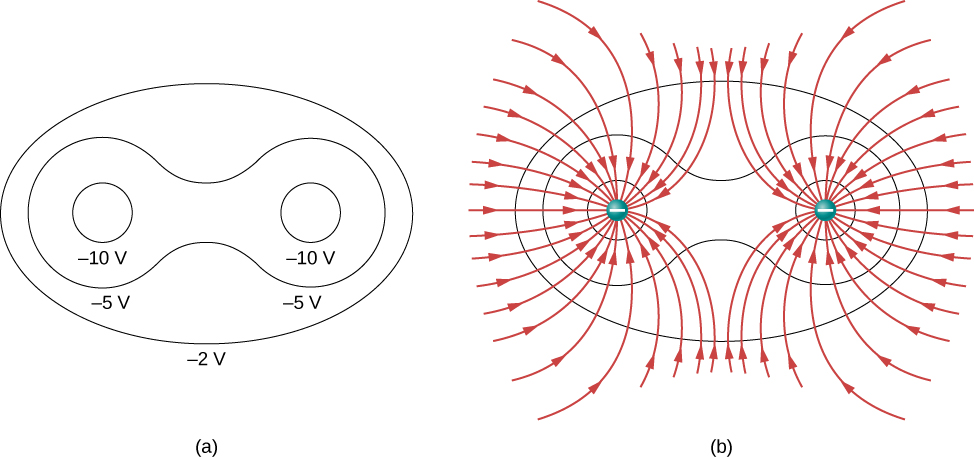 –10 V
–10 V
–5 V
–5 V
–2 V
(a)
(b)